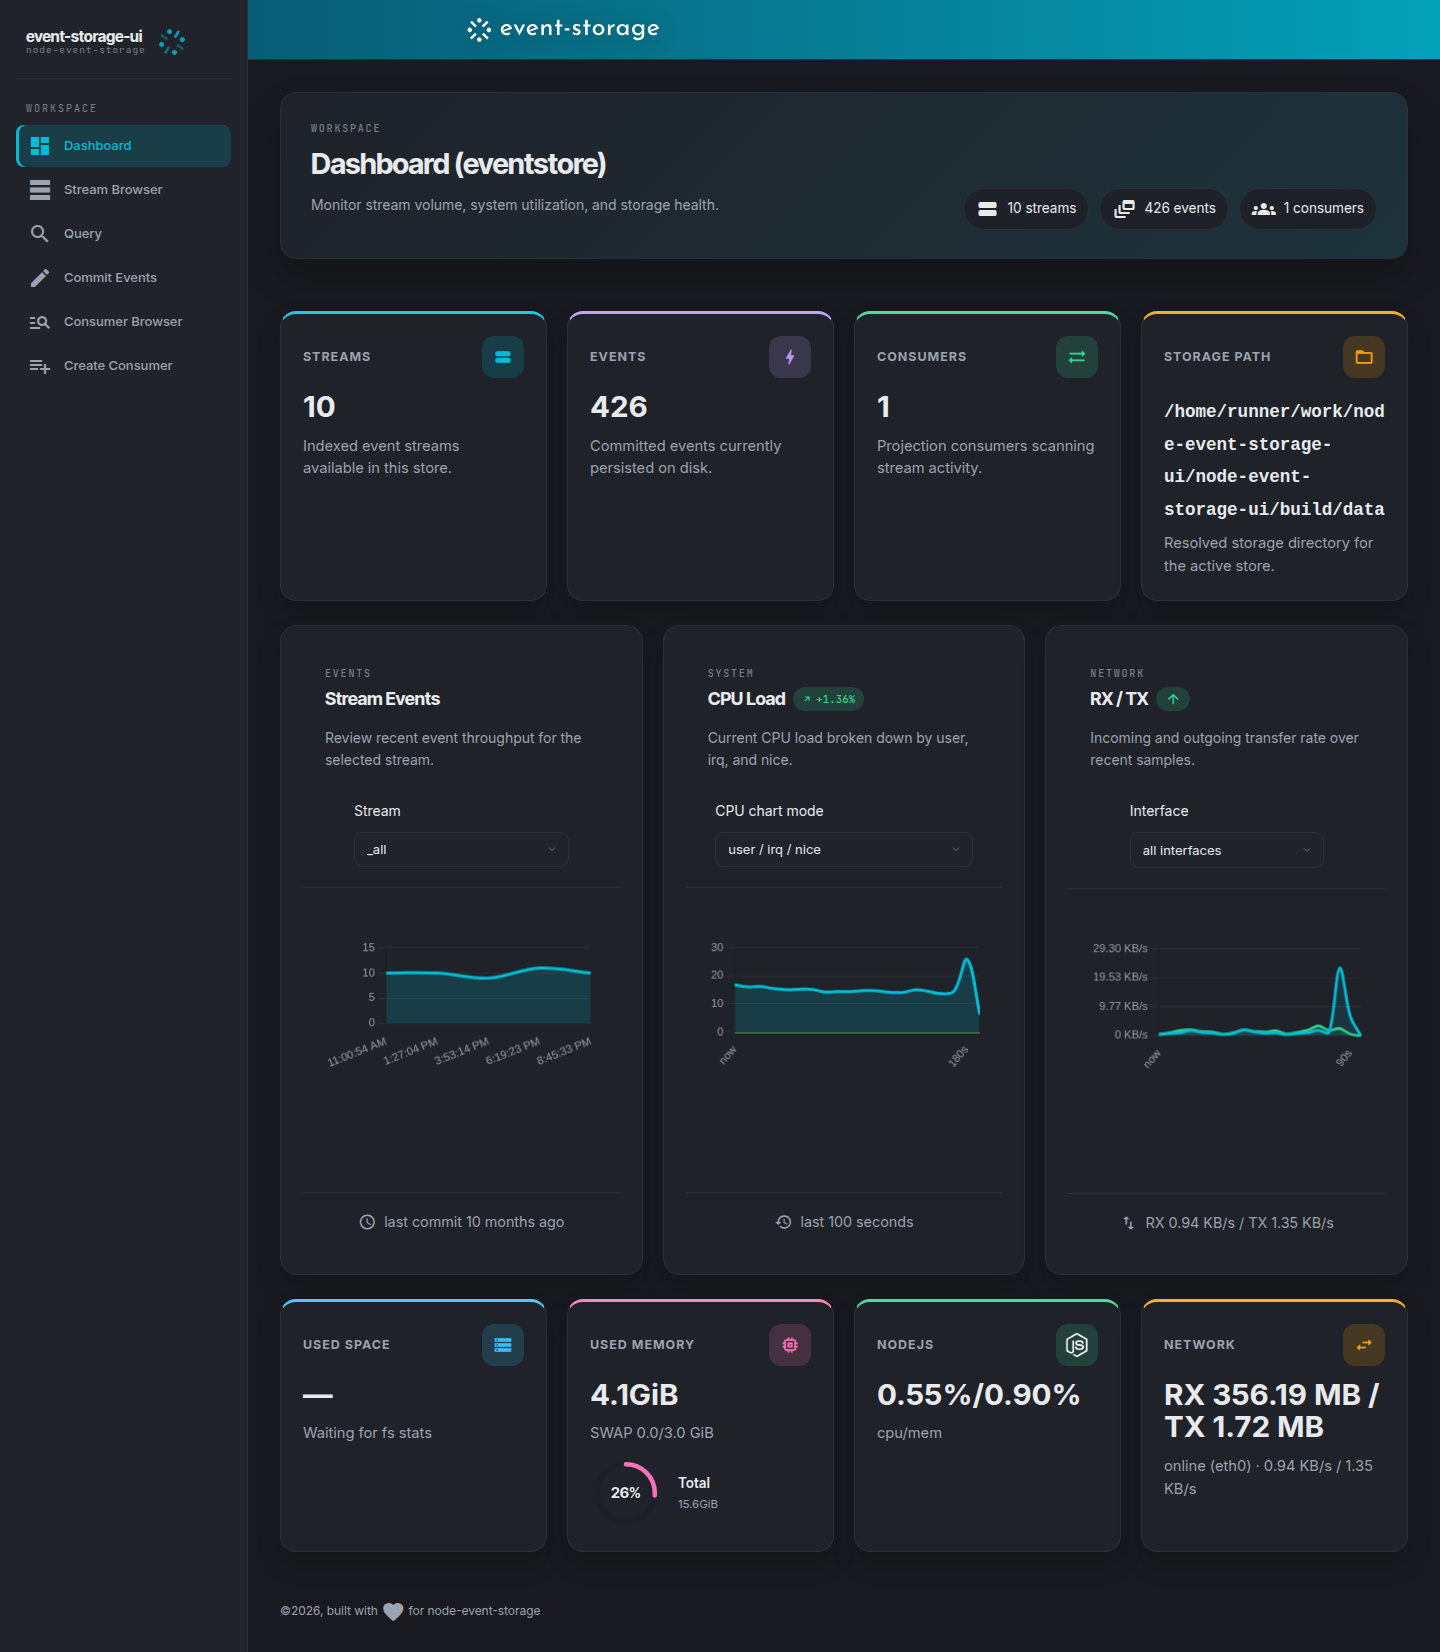 event-storage-ui
node-event-storage
WORKSPACE
Dashboard
Stream Browser
Query
Commit Events
Consumer Browser
Create Consumer
event-storage
WORKSPACE
Dashboard (eventstore)
Monitor stream volume, system utilization, and storage health.
10 streams
426 events
1 consumers
STREAMS
10
Indexed event streams
available in this store.
EVENTS
426
Committed events currently
persisted on disk.
CONSUMERS
1
Projection consumers scanning
stream activity.
STORAGE PATH
/home/runner/work/nod
e-event-storage-
ui/node-event-
storage-ui/build/data
Resolved storage directory for
the active store.
EVENTS
Stream Events
Review recent event throughput for the
selected stream.
Stream
_all
15
10
5
0
11:00:54 AM
1:27:04 PM
3:53:14 PM
6:19:23 PM
8:45:33 PM
last commit 10 months ago
SYSTEM
CPU Load
+1.36%
Current CPU load broken down by user,
irq, and nice.
CPU chart mode
user / irq / nice
30
20
10
0
now
180s
last 100 seconds
NETWORK
RX / TX
Incoming and outgoing transfer rate over
recent samples.
Interface
all interfaces
29.30 KB/s
19.53 KB/s
9.77 KB/s
0 KB/s
now
90s
RX 0.94 KB/s / TX 1.35 KB/s
USED SPACE
—
Waiting for fs stats
USED MEMORY
4.1GiB
SWAP 0.0/3.0 GiB
26%
Total
15.6GiB
NODEJS
JS
0.55%/0.90%
cpu/mem
NETWORK
RX 356.19 MB /
TX 1.72 MB
online (eth0) · 0.94 KB/s / 1.35
KB/s
©2026, built with for node-event-storage